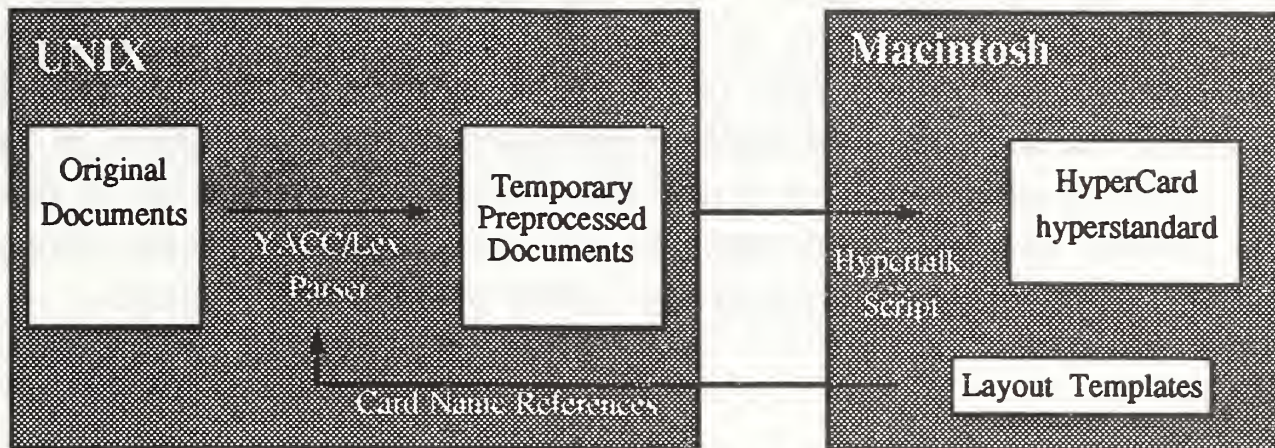 UNIX
Original
Documents
YACC/Lex
Parser
Temporary
Preprocessed
Documents
Card Name References
Macintosh
Hypertalk
Script
HyperCard
hyperstandard
Layout Templates